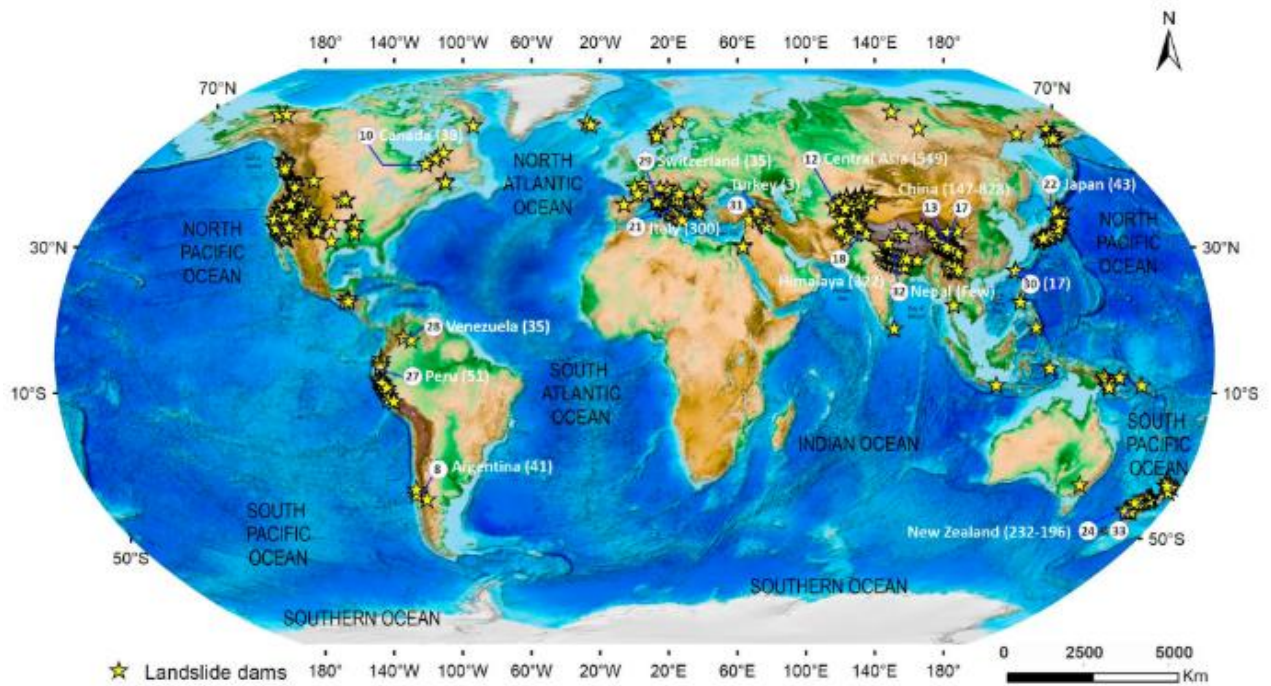 N
180° 140°W 100°W 60°W 20°W 20°E 60°E 100°E 140°E 180°
70°N 70°N
10 Canada (38)
29 Switzerland (35)
12 Central Asia (549)
NORTH
ATLANTIC
OCEAN
Turkey (3)
31
China (147-828)
13 17
22 Japan (43)
21 Italy (300)
NORTH
PACIFIC
OCEAN
NORTH
PACIFIC
OCEAN
30°N 30°N
18
Himalaya (322)
32 Nepal (Few)
30 (17)
28 Venezuela (35)
27 Peru (51)
SOUTH
ATLANTIC
OCEAN
10°S 10°S
INDIAN OCEAN
SOUTH
PACIFIC
OCEAN
8 Argentina (41)
SOUTH
PACIFIC
OCEAN
New Zealand (232-196) 24 33
50°S 50°S
SOUTHERN OCEAN
SOUTHERN OCEAN
180° 140°W 100°W 60°W 20°W 20°E 60°E 100°E 140°E 180°
Landslide dams
0 2500 5000
Km